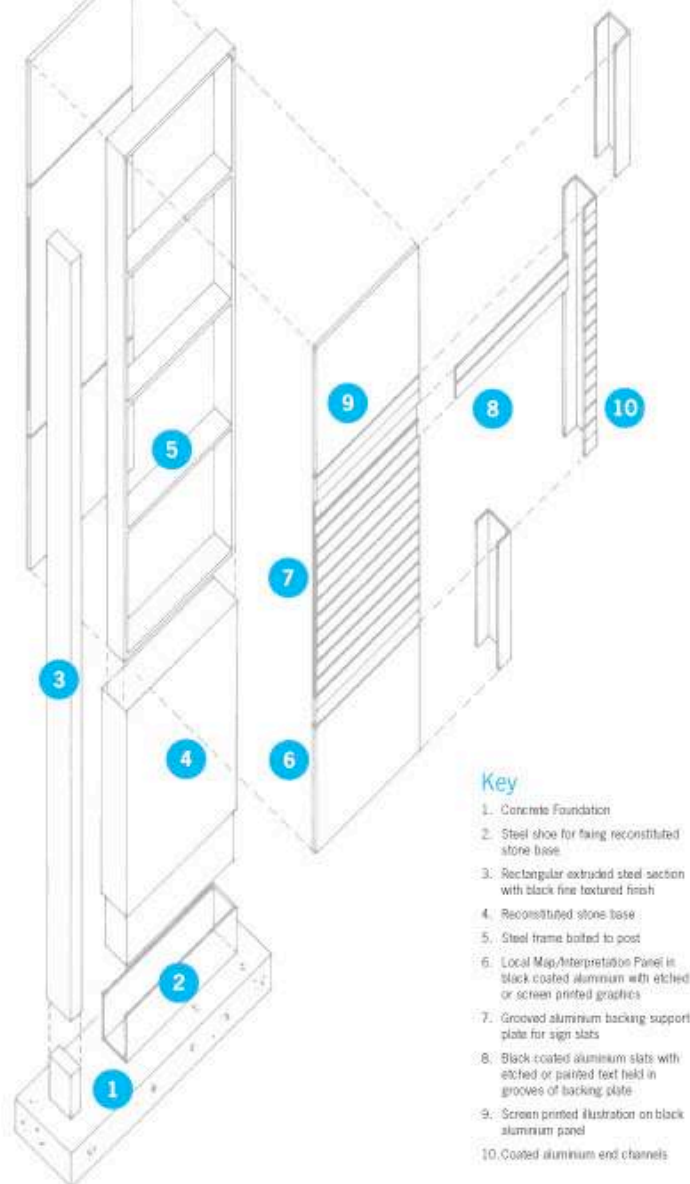 9
8
10
5
7
3
4
6
2
1
Key
1. Concrete Foundation
2. Steel shoe for fixing reconstituted
stone base
3. Rectangular extruded steel section
with black fine textured finish
4. Reconstituted stone base
5. Steel frame bolted to post
6. Local Map/Interpretation Panel in
black coated aluminium with etched
or screen printed graphics
7. Grooved aluminium backing support
plate for sign slats
8. Black coated aluminium slats with
etched or painted text held in
grooves of backing plate
9. Screen printed illustration on black
aluminium panel
10. Coated aluminium end channels